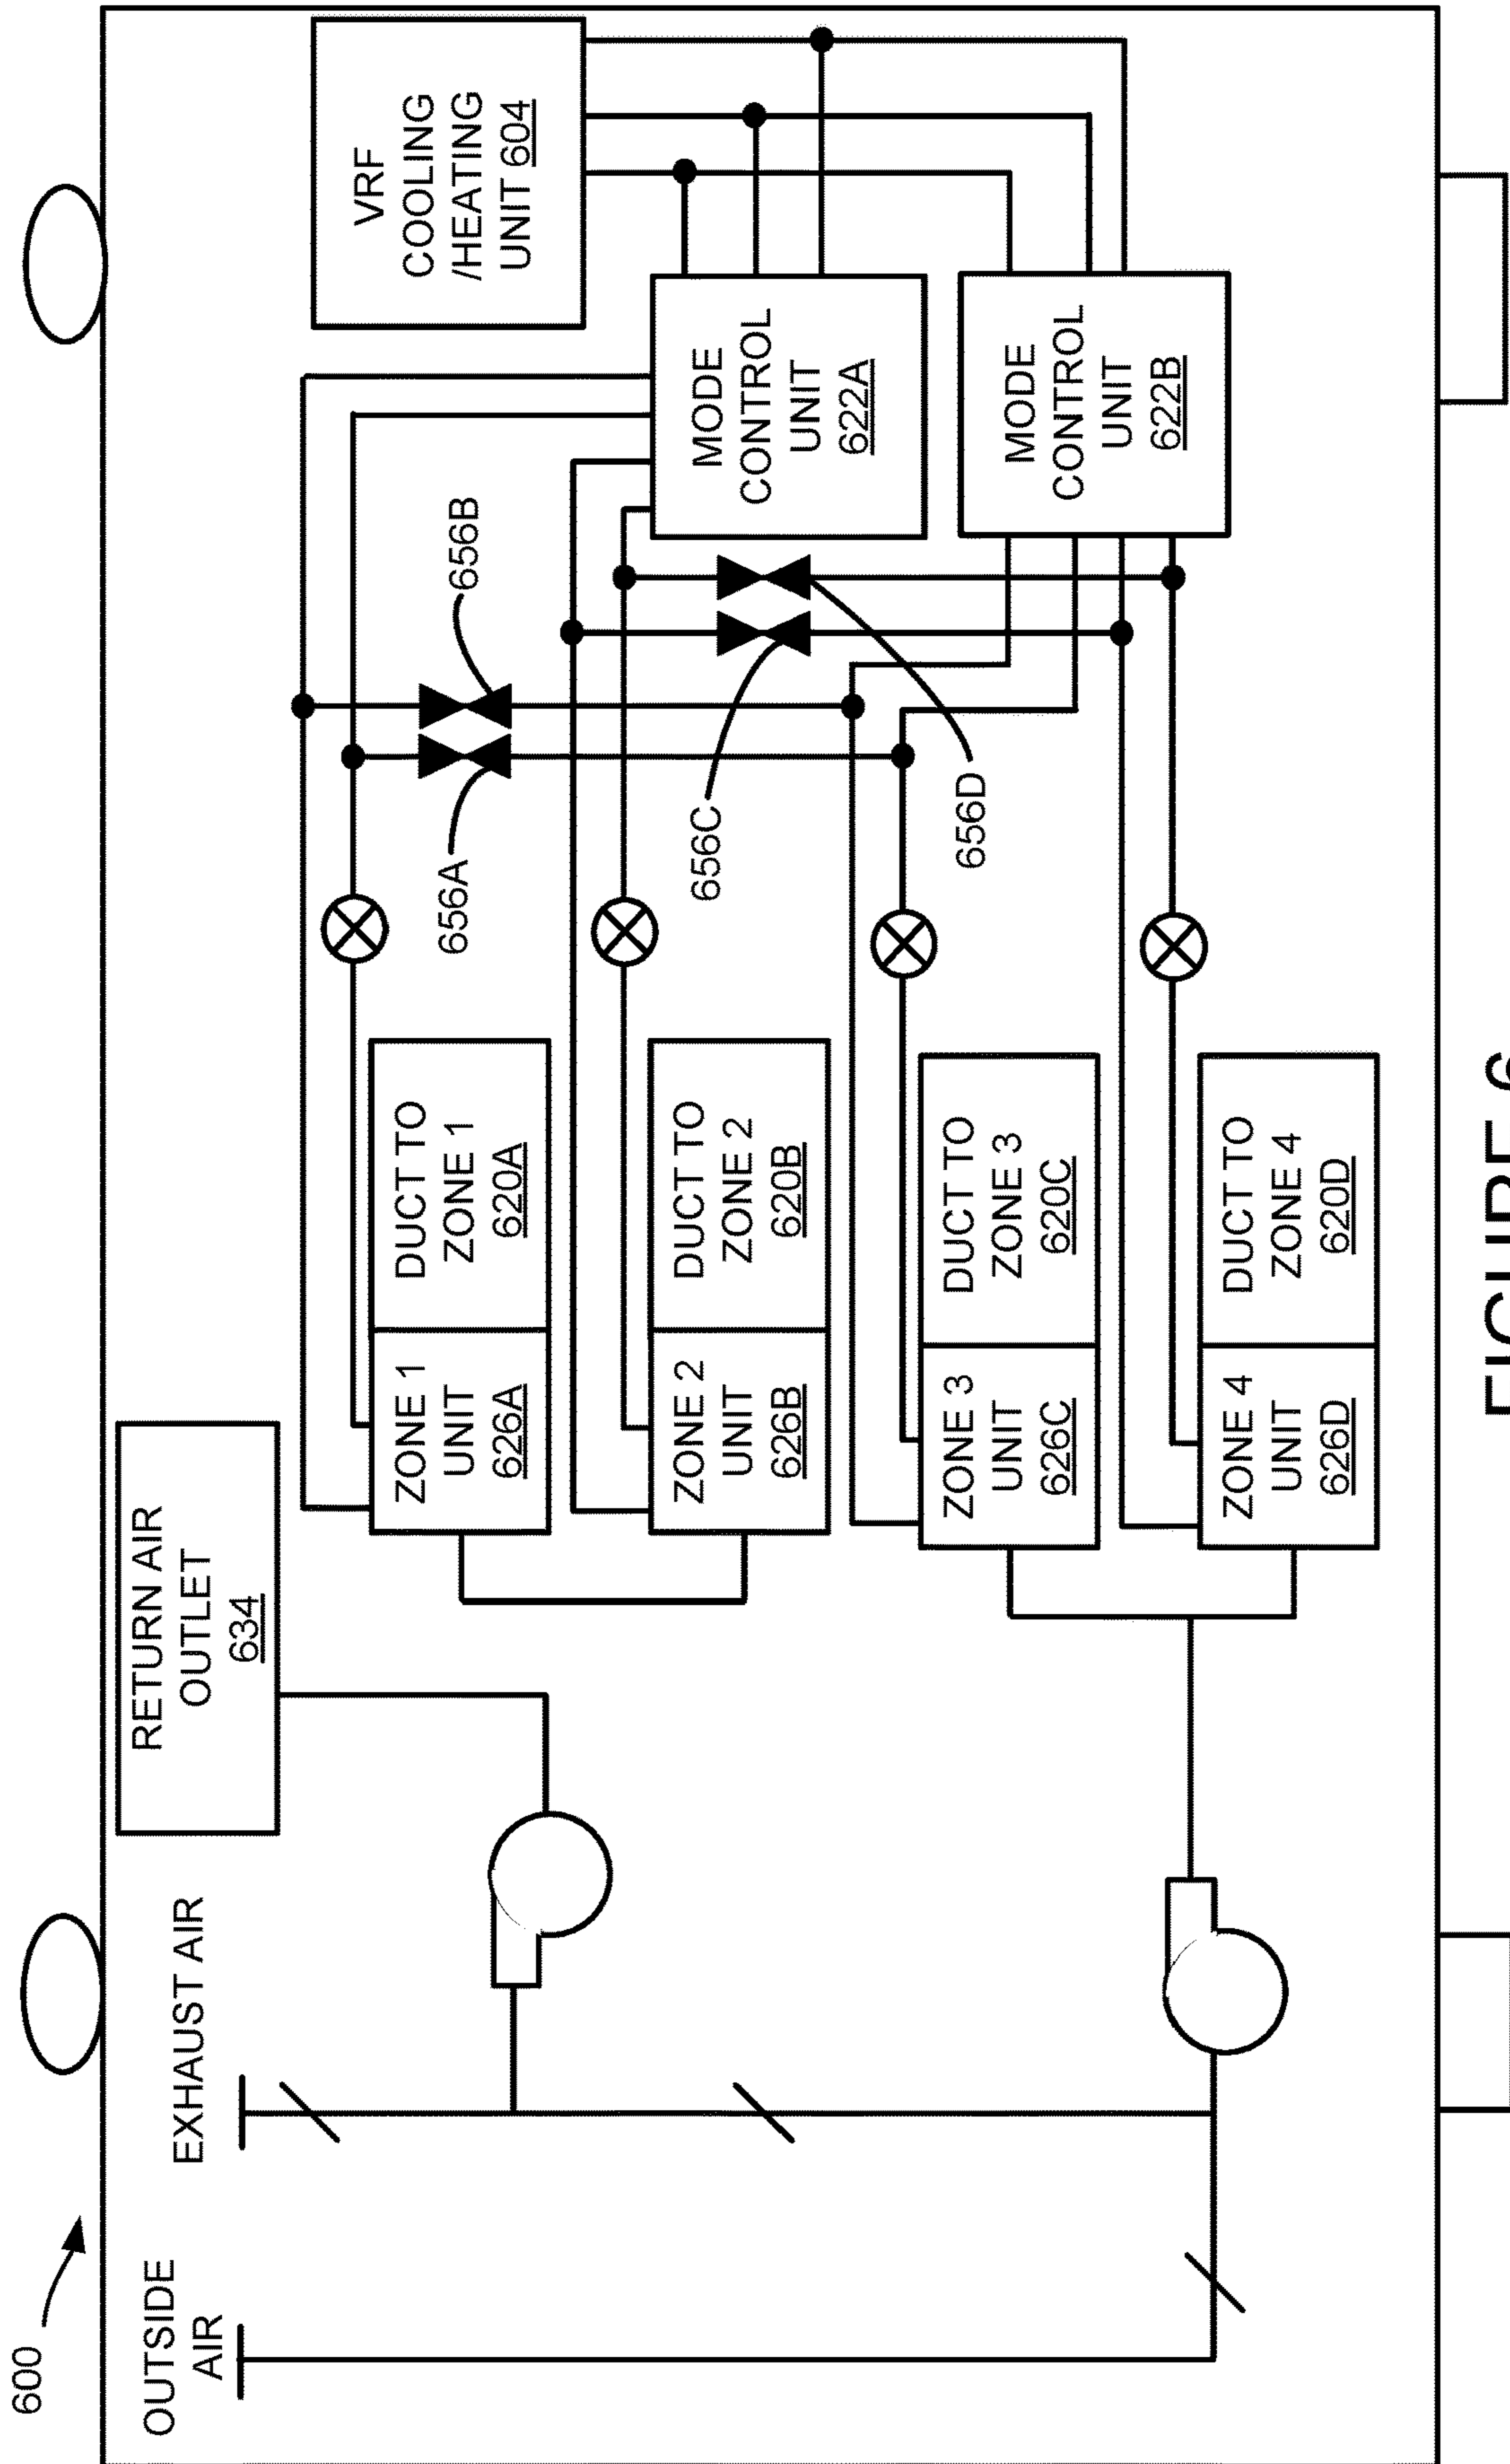 600
OUTSIDE
AIR
EXHAUST AIR
RETURN AIR
OUTLET
634
ZONE 1
UNIT
626A
DUCT TO
ZONE 1
620A
ZONE 2
UNIT
626B
DUCT TO
ZONE 2
620B
ZONE 3
UNIT
626C
DUCT TO
ZONE 3
620C
ZONE 4
UNIT
626D
DUCT TO
ZONE 4
620D
656A
656B
656C
656D
VRF
COOLING
/HEATING
UNIT 604
MODE
CONTROL
UNIT
622A
MODE
CONTROL
UNIT
622B
FIGURE 6